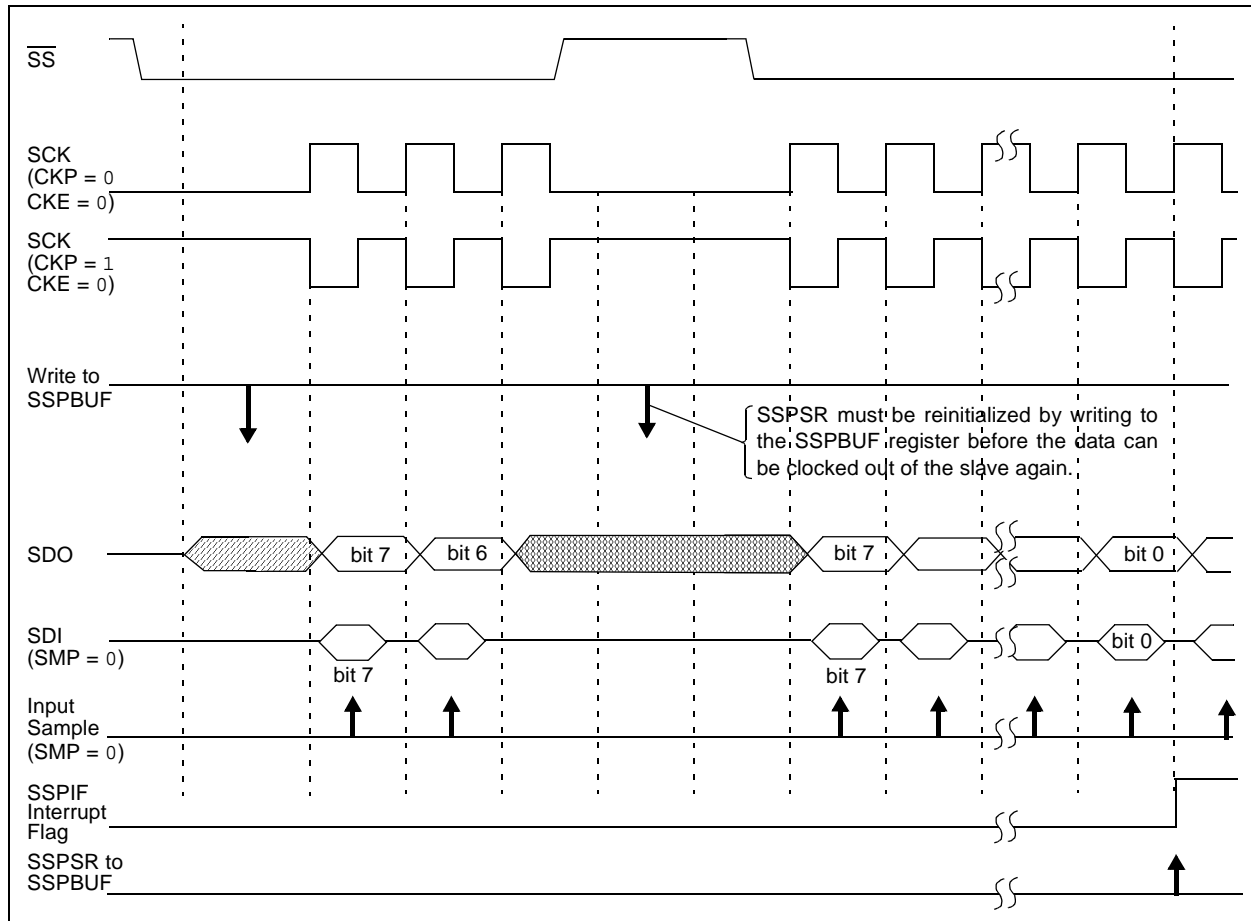 SS
SCK
(CKP = 0
CKE = 0)
SCK
(CKP = 1
CKE = 0)
Write to
SSPBUF
SSPSR must be reinitialized by writing to
the SSPBUF register before the data can
be clocked out of the slave again.
SDO
bit 7
bit 6
bit 7
bit 0
SDI
(SMP = 0)
bit 7
bit 7
bit 0
Input
Sample
(SMP = 0)
SSPIF
Interrupt
Flag
SSPSR to
SSPBUF